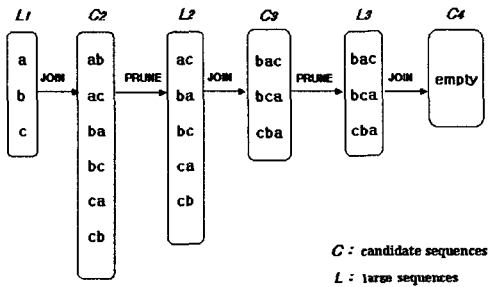 L1 C2 L2 C3 L3 C4
a
b
c
JOIN
ab
ac
ba
bc
ca
cb
PRUNE
ac
ba
bc
ca
cb
JOIN
bac
bca
cba
PRUNE
bac
bca
cba
JOIN
empty
C : candidate sequences
L : large sequences